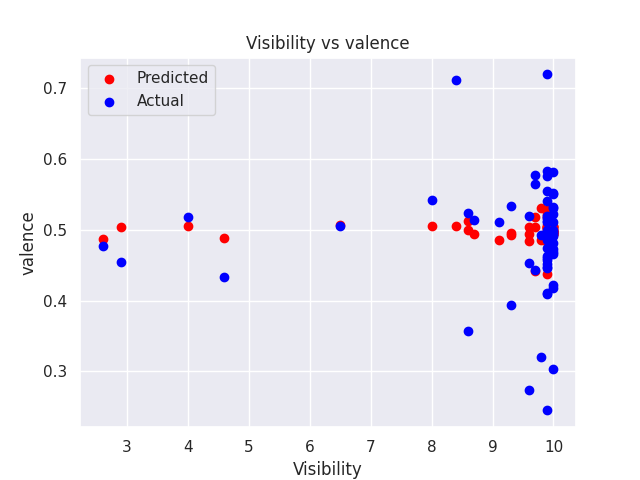 Visibility vs valence
Predicted
Actual
0.7
0.6
0.5
0.4
0.3
valence
3 4 5 6 7 8 9 10
Visibility